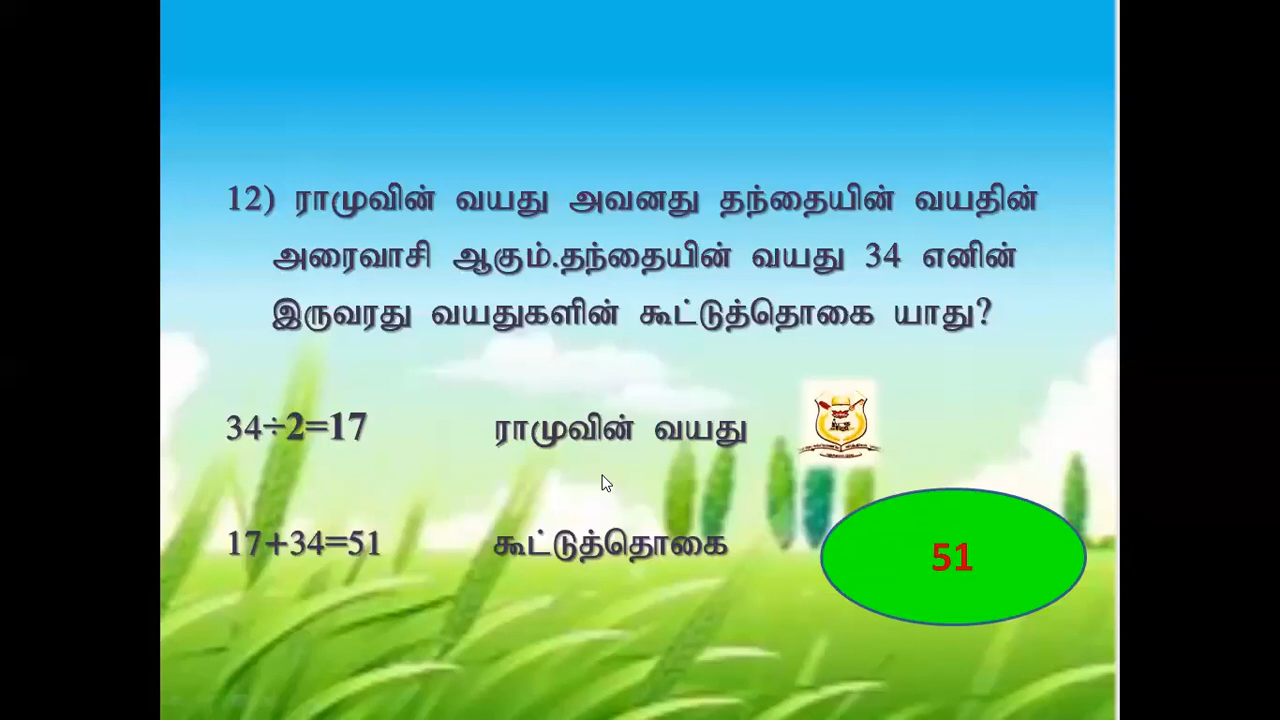 12) ராமுவின் வயது அவனது தந்தையின் வயதின்
அரைவாசி ஆகும்.தந்தையின் வயது 34 எனின்
இருவரது வயதுகளின் கூட்டுத்தொகை யாது?
34÷2=17 ராமுவின் வயது
17+34=51 கூட்டுத்தொகை
51